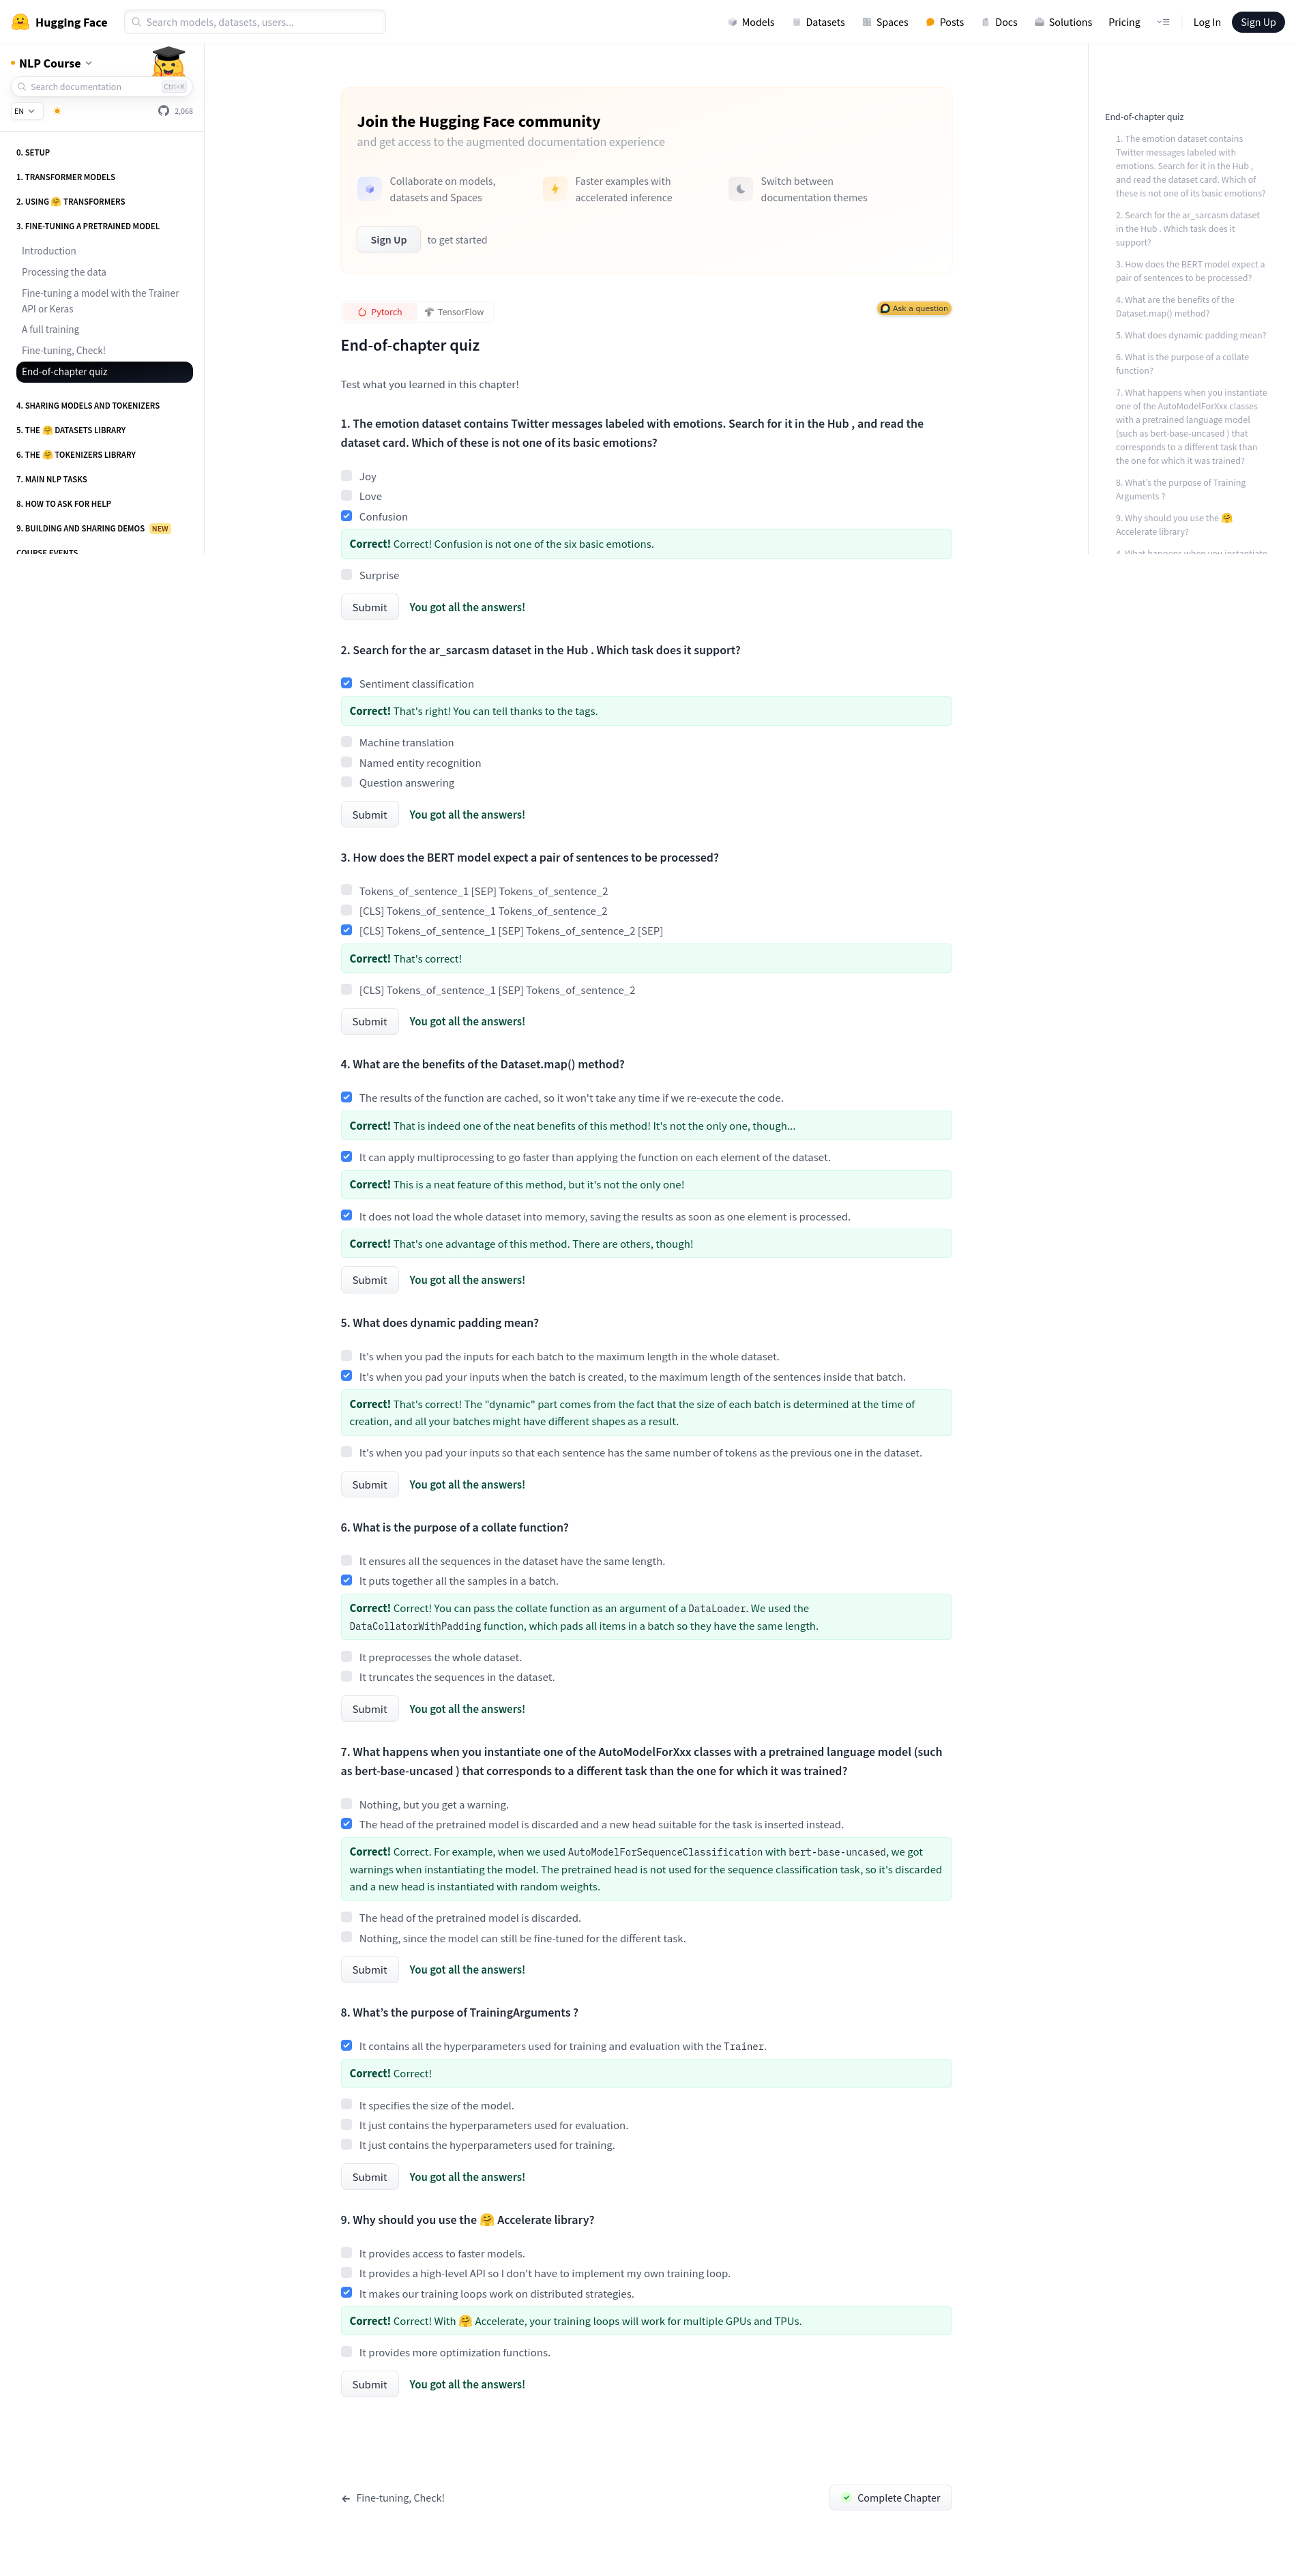 Hugging Face
Search models, datasets, users...
Models
Datasets
Spaces
Posts
Docs
Solutions
Pricing
Log In
Sign Up
NLP Course
Search documentation
Ctrl+K
EN
2,068
0. SETUP
1. TRANSFORMER MODELS
2. USING 🤗 TRANSFORMERS
3. FINE-TUNING A PRETRAINED MODEL
Introduction
Processing the data
Fine-tuning a model with the Trainer
API or Keras
A full training
Fine-tuning, Check!
End-of-chapter quiz
4. SHARING MODELS AND TOKENIZERS
5. THE 🤗 DATASETS LIBRARY
6. THE 🤗 TOKENIZERS LIBRARY
7. MAIN NLP TASKS
8. HOW TO ASK FOR HELP
9. BUILDING AND SHARING DEMOS NEW
COURSE EVENTS
Join the Hugging Face community
and get access to the augmented documentation experience
Collaborate on models,
datasets and Spaces
Faster examples with
accelerated inference
Switch between
documentation themes
Sign Up
to get started
Pytorch
TensorFlow
Ask a question
End-of-chapter quiz
Test what you learned in this chapter!
1. The emotion dataset contains Twitter messages labeled with emotions. Search for it in the Hub , and read the
dataset card. Which of these is not one of its basic emotions?
Joy
Love
Confusion
Correct! Correct! Confusion is not one of the six basic emotions.
Surprise
Submit You got all the answers!
2. Search for the ar_sarcasm dataset in the Hub . Which task does it support?
Sentiment classification
Correct! That's right! You can tell thanks to the tags.
Machine translation
Named entity recognition
Question answering
Submit You got all the answers!
3. How does the BERT model expect a pair of sentences to be processed?
Tokens_of_sentence_1 [SEP] Tokens_of_sentence_2
[CLS] Tokens_of_sentence_1 Tokens_of_sentence_2
[CLS] Tokens_of_sentence_1 [SEP] Tokens_of_sentence_2 [SEP]
Correct! That's correct!
[CLS] Tokens_of_sentence_1 [SEP] Tokens_of_sentence_2
Submit You got all the answers!
4. What are the benefits of the Dataset.map() method?
The results of the function are cached, so it won't take any time if we re-execute the code.
Correct! That is indeed one of the neat benefits of this method! It's not the only one, though...
It can apply multiprocessing to go faster than applying the function on each element of the dataset.
Correct! This is a neat feature of this method, but it's not the only one!
It does not load the whole dataset into memory, saving the results as soon as one element is processed.
Correct! That's one advantage of this method. There are others, though!
Submit You got all the answers!
5. What does dynamic padding mean?
It's when you pad the inputs for each batch to the maximum length in the whole dataset.
It's when you pad your inputs when the batch is created, to the maximum length of the sentences inside that batch.
Correct! That's correct! The "dynamic" part comes from the fact that the size of each batch is determined at the time of
creation, and all your batches might have different shapes as a result.
It's when you pad your inputs so that each sentence has the same number of tokens as the previous one in the dataset.
Submit You got all the answers!
6. What is the purpose of a collate function?
It ensures all the sequences in the dataset have the same length.
It puts together all the samples in a batch.
Correct! Correct! You can pass the collate function as an argument of a DataLoader. We used the
DataCollatorWithPadding function, which pads all items in a batch so they have the same length.
It preprocesses the whole dataset.
It truncates the sequences in the dataset.
Submit You got all the answers!
7. What happens when you instantiate one of the AutoModelForXxx classes with a pretrained language model (such
as bert-base-uncased ) that corresponds to a different task than the one for which it was trained?
Nothing, but you get a warning.
The head of the pretrained model is discarded and a new head suitable for the task is inserted instead.
Correct! Correct. For example, when we used AutoModelForSequenceClassification with bert-base-uncased, we got
warnings when instantiating the model. The pretrained head is not used for the sequence classification task, so it's discarded
and a new head is instantiated with random weights.
The head of the pretrained model is discarded.
Nothing, since the model can still be fine-tuned for the different task.
Submit You got all the answers!
8. What's the purpose of TrainingArguments ?
It contains all the hyperparameters used for training and evaluation with the Trainer.
Correct! Correct!
It specifies the size of the model.
It just contains the hyperparameters used for evaluation.
It just contains the hyperparameters used for training.
Submit You got all the answers!
9. Why should you use the 🤗 Accelerate library?
It provides access to faster models.
It provides a high-level API so I don't have to implement my own training loop.
It makes our training loops work on distributed strategies.
Correct! Correct! With 🤗 Accelerate, your training loops will work for multiple GPUs and TPUs.
It provides more optimization functions.
Submit You got all the answers!
← Fine-tuning, Check!
Complete Chapter
End-of-chapter quiz
1. The emotion dataset contains
Twitter messages labeled with
emotions. Search for it in the Hub ,
and read the dataset card. Which of
these is not one of its basic emotions?
2. Search for the ar_sarcasm dataset
in the Hub . Which task does it
support?
3. How does the BERT model expect a
pair of sentences to be processed?
4. What are the benefits of the
Dataset.map() method?
5. What does dynamic padding mean?
6. What is the purpose of a collate
function?
7. What happens when you instantiate
one of the AutoModelForXxx classes
with a pretrained language model
(such as bert-base-uncased ) that
corresponds to a different task than
the one for which it was trained?
8. What's the purpose of Training
Arguments ?
9. Why should you use the 🤗
Accelerate library?
4. What happens when you instantiate